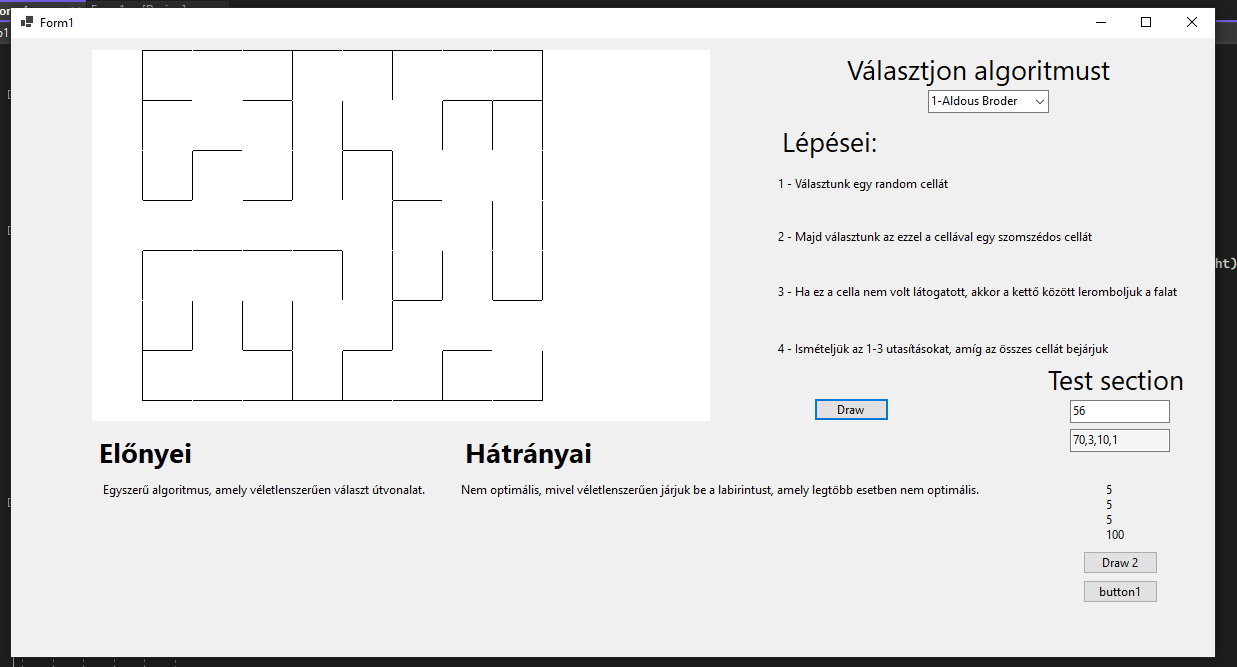 Form1
Választjon algoritmust
1-Aldous Broder
Lépései:
1 - Választunk egy random cellát
2 - Majd választunk az ezzel a cellával egy szomszédos cellát
ht)
3 - Ha ez a cella nem volt látogatott, akkor a kettő között leromboljuk a falat
4 - Ismételjük az 1-3 utasításokat, amíg az összes cellát bejárjuk
Test section
Draw
56
70,3,10,1
Előnyei
Hátrányai
Egyszerű algoritmus, amely véletlenszerűen választ útvonalat.
Nem optimális, mivel véletlenszerűen járjuk be a labirintust, amely legtöbb esetben nem optimális.
5
5
5
100
Draw 2
button1